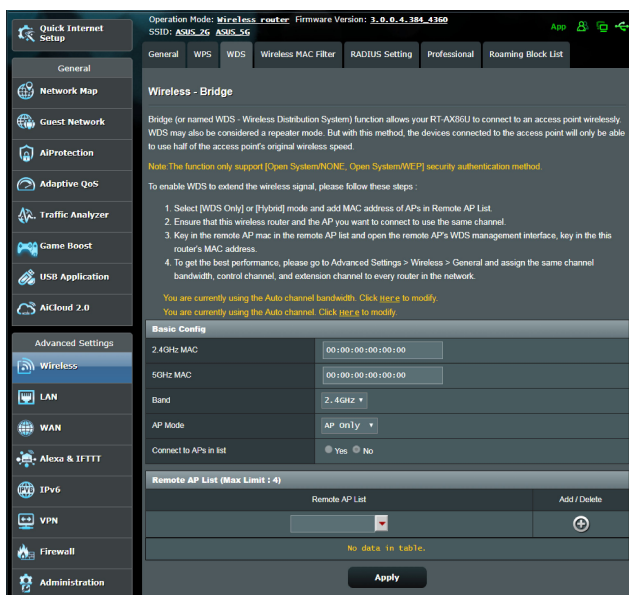 Quick Internet Setup
Operation Mode: Wireless router Firmware Version: 3.0.0.4.384_4360
SSID: ASUS_2G ASUS_5G
App
General
WPS
WDS
Wireless MAC Filter
RADIUS Setting
Professional
Roaming Block List
General
Network Map
Guest Network
AiProtection
Adaptive QoS
Traffic Analyzer
Game Boost
USB Application
AiCloud 2.0
Advanced Settings
Wireless
LAN
WAN
Alexa & IFTTT
IPv6
VPN
Firewall
Administration
Wireless - Bridge
Bridge (or named WDS - Wireless Distribution System) function allows your RT-AX86U to connect to an access point wirelessly.
WDS may also be considered a repeater mode. But with this method, the devices connected to the access point will only be able
to use half of the access point's original wireless speed.
Note:The function only support [Open System/NONE, Open System/WEP] security authentication method.
To enable WDS to extend the wireless signal, please follow these steps :
1. Select [WDS Only] or [Hybrid] mode and add MAC address of APs in Remote AP List.
2. Ensure that this wireless router and the AP you want to connect to use the same channel.
3. Key in the remote AP mac in the remote AP list and open the remote AP's WDS management interface, key in the this
router's MAC address.
4. To get the best performance, please go to Advanced Settings > Wireless > General and assign the same channel
bandwidth, control channel, and extension channel to every router in the network.
You are currently using the Auto channel bandwidth. Click Here to modify.
You are currently using the Auto channel. Click Here to modify.
Basic Config
2.4GHz MAC 00:00:00:00:00:00
5GHz MAC 00:00:00:00:00:00
Band 2.4GHz
AP Mode AP Only
Connect to APs in list Yes No
Remote AP List (Max Limit : 4)
Remote AP List Add / Delete
No data in table.
Apply